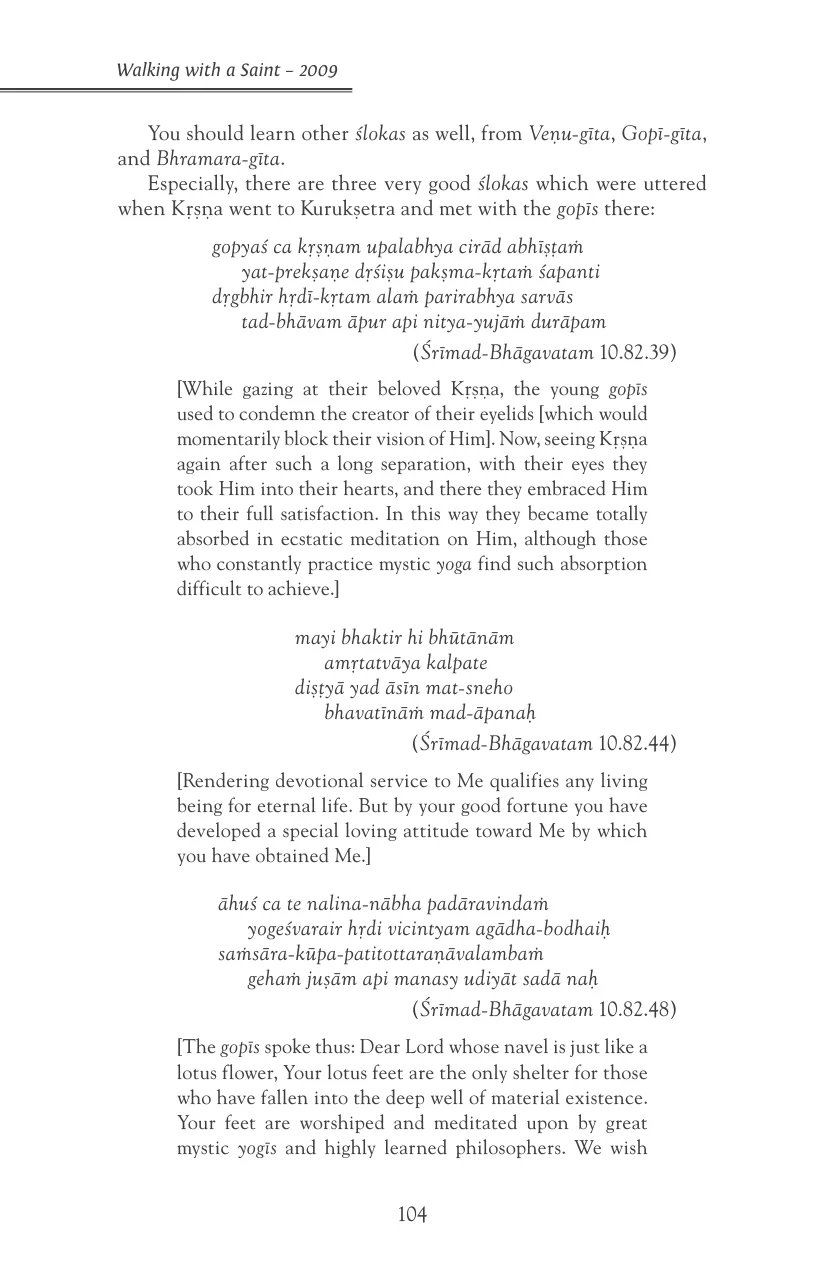 Walking with a Saint – 2009
You should learn other ślokas as well, from Veṇu-gīta, Gopī-gīta,
and Bhramara-gīta.
Especially, there are three very good ślokas which were uttered
when Kṛṣṇa went to Kurukṣetra and met with the gopīs there:
gopyaś ca kṛṣṇam upalabhya cirād abhīṣṭaṁ
yat-prekṣaṇe dṛśiṣu pakṣma-kṛtaṁ śapanti
dṛgbhir hṛdī-kṛtam alaṁ parirabhya sarvās
tad-bhāvam āpur api nitya-yujāṁ durāpam
(Śrīmad-Bhāgavatam 10.82.39)
[While gazing at their beloved Kṛṣṇa, the young gopīs
used to condemn the creator of their eyelids [which would
momentarily block their vision of Him]. Now, seeing Kṛṣṇa
again after such a long separation, with their eyes they
took Him into their hearts, and there they embraced Him
to their full satisfaction. In this way they became totally
absorbed in ecstatic meditation on Him, although those
who constantly practice mystic yoga find such absorption
difficult to achieve.]
mayi bhaktir hi bhūtānām
amṛtatvāya kalpate
diṣṭyā yad āsīn mat-sneho
bhavatīnāṁ mad-āpanaḥ
(Śrīmad-Bhāgavatam 10.82.44)
[Rendering devotional service to Me qualifies any living
being for eternal life. But by your good fortune you have
developed a special loving attitude toward Me by which
you have obtained Me.]
āhuś ca te nalina-nābha padāravindaṁ
yogeśvarair hṛdi vicintyam agādha-bodhaiḥ
saṁsāra-kūpa-patitottaraṇāvalambaṁ
gehaṁ juṣām api manasy udiyāt sadā naḥ
(Śrīmad-Bhāgavatam 10.82.48)
[The gopīs spoke thus: Dear Lord whose navel is just like a
lotus flower, Your lotus feet are the only shelter for those
who have fallen into the deep well of material existence.
Your feet are worshiped and meditated upon by great
mystic yogīs and highly learned philosophers. We wish
104